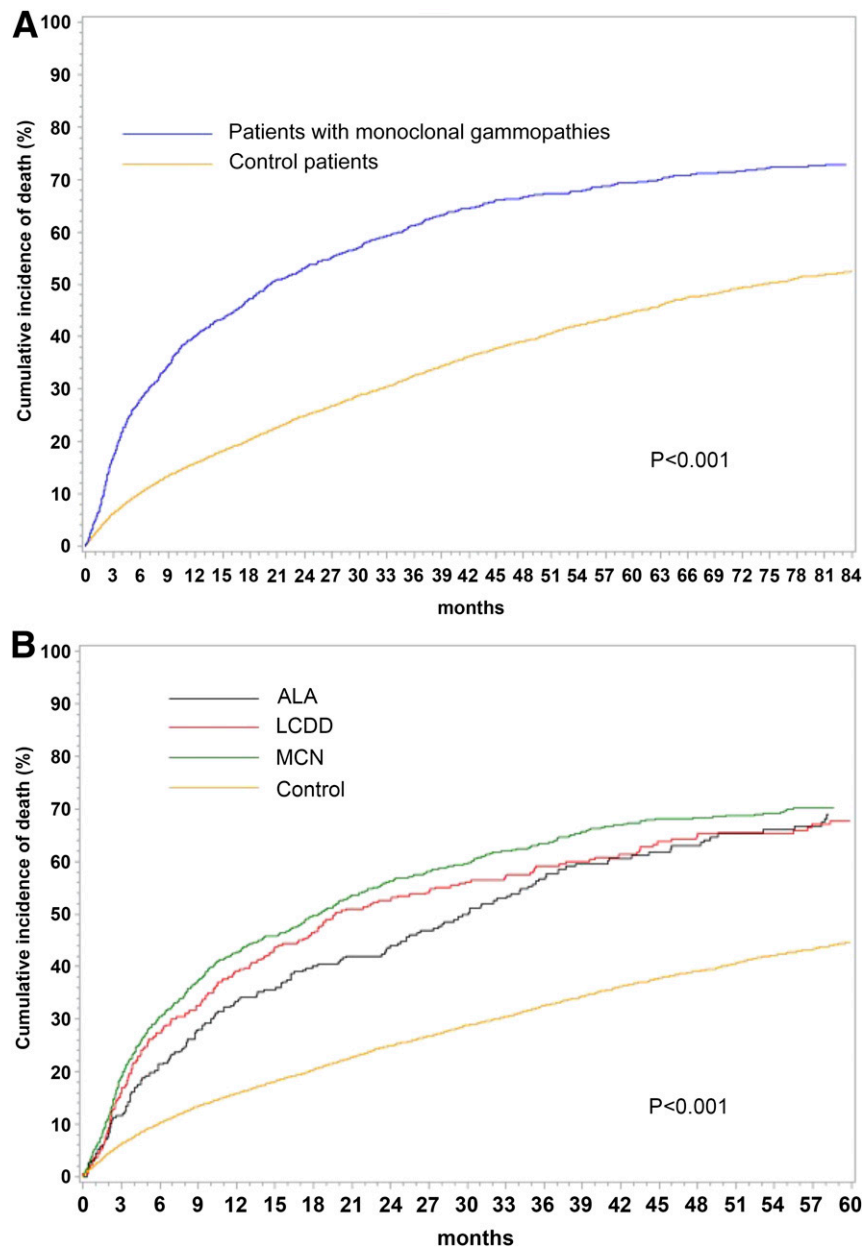 A
100
90
80
70
60
50
40
30
20
10
0
Cumulative incidence of death (%)
Patients with monoclonal gammopathies
Control patients
P<0.001
0 3 6 9 12 15 18 21 24 27 30 33 36 39 42 45 48 51 54 57 60 63 66 69 72 75 78 81 84
months
B
100
90
80
70
60
50
40
30
20
10
0
Cumulative incidence of death (%)
ALA
LCDD
MCN
Control
P<0.001
0 3 6 9 12 15 18 21 24 27 30 33 36 39 42 45 48 51 54 57 60
months